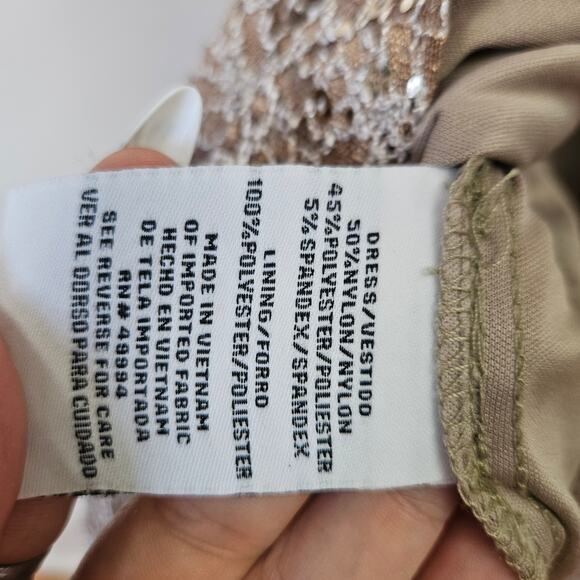 DRESS/VESTIDO
50%NYLON/NYLON
45%POLYESTER/POLIESTER
5%SPANDEX/SPANDEX
LINING/FORRO
100%POLYESTER/POLIESTER
MADE IN VIETNAM
OF IMPORTED FABRIC
HECHO EN VIETNAM
DE TELA IMPORTADA
RN# 49994
SEE REVERSE FOR CARE
VER AL DORSO PARA CUIDADO